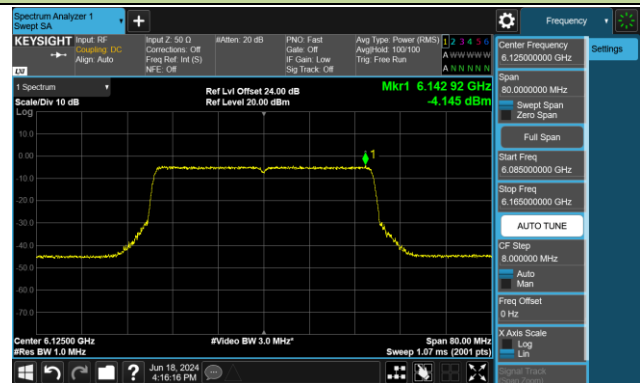 Spectrum Analyzer 1
Swept SA
Frequency
KEYSIGHT
Input: RF
Coupling: DC
Align: Auto
Input Z: 50 Ω
Corrections: Off
Freq Ref: Int (S)
NFE: Off
#Atten: 20 dB
PNO: Fast
Gate: Off
IF Gain: Low
Sig Track: Off
Avg Type: Power (RMS)
Avg|Hold: 100/100
Trig: Free Run
1 2 3 4 5 6
A W W W W W
A N N N N N
LXI
1 Spectrum
Scale/Div 10 dB
Log
Ref Lvl Offset 24.00 dB
Ref Level 20.00 dBm
Mkr1 6.142 92 GHz
-4.145 dBm
10.0
0.00
-10.0
-20.0
-30.0
-40.0
-50.0
-60.0
-70.0
1
Center 6.12500 GHz
#Res BW 1.0 MHz
#Video BW 3.0 MHz*
Span 80.00 MHz
Sweep 1.07 ms (2001 pts)
Jun 18, 2024
4:16:16 PM
Center Frequency
6.125000000 GHz
Settings
Span
80.0000000 MHz
Swept Span
Zero Span
Full Span
Start Freq
6.085000000 GHz
Stop Freq
6.165000000 GHz
AUTO TUNE
CF Step
8.000000 MHz
Auto
Man
Freq Offset
0 Hz
X Axis Scale
Log
Lin
Signal Track